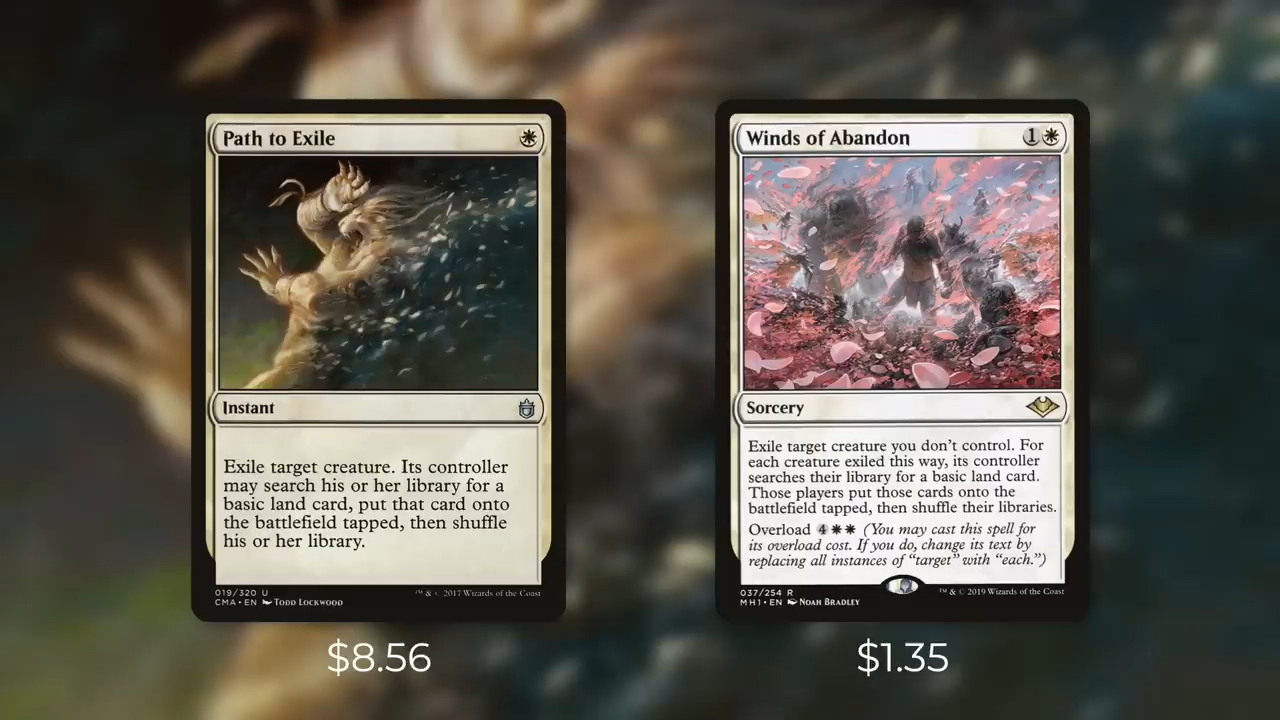 Path to Exile
Instant
Exile target creature. Its controller
may search his or her library for a
basic land card, put that card onto
the battlefield tapped, then shuffle
his or her library.
019/320 U
CMA • EN Todd Lockwood
™ & © 2017 Wizards of the Coast
$8.56
Winds of Abandon
1
Sorcery
Exile target creature you don't control. For
each creature exiled this way, its controller
searches their library for a basic land card.
Those players put those cards onto the
battlefield tapped, then shuffle their libraries.
Overload 4 (You may cast this spell for
its overload cost. If you do, change its text by
replacing all instances of "target" with "each.")
037/254 R
MH1 • EN Noah Bradley
™ & © 2019 Wizards of the Coast
$1.35